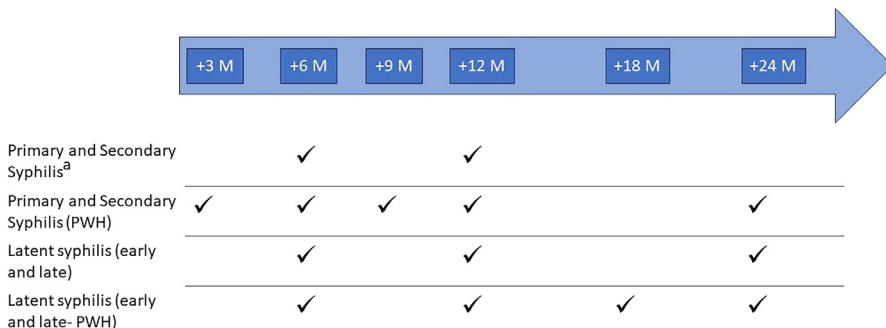 +3 M +6 M +9 M +12 M +18 M +24 M
Primary and Secondary
Syphilisa
Primary and Secondary
Syphilis (PWH)
Latent syphilis (early
and late)
Latent syphilis (early
and late- PWH)